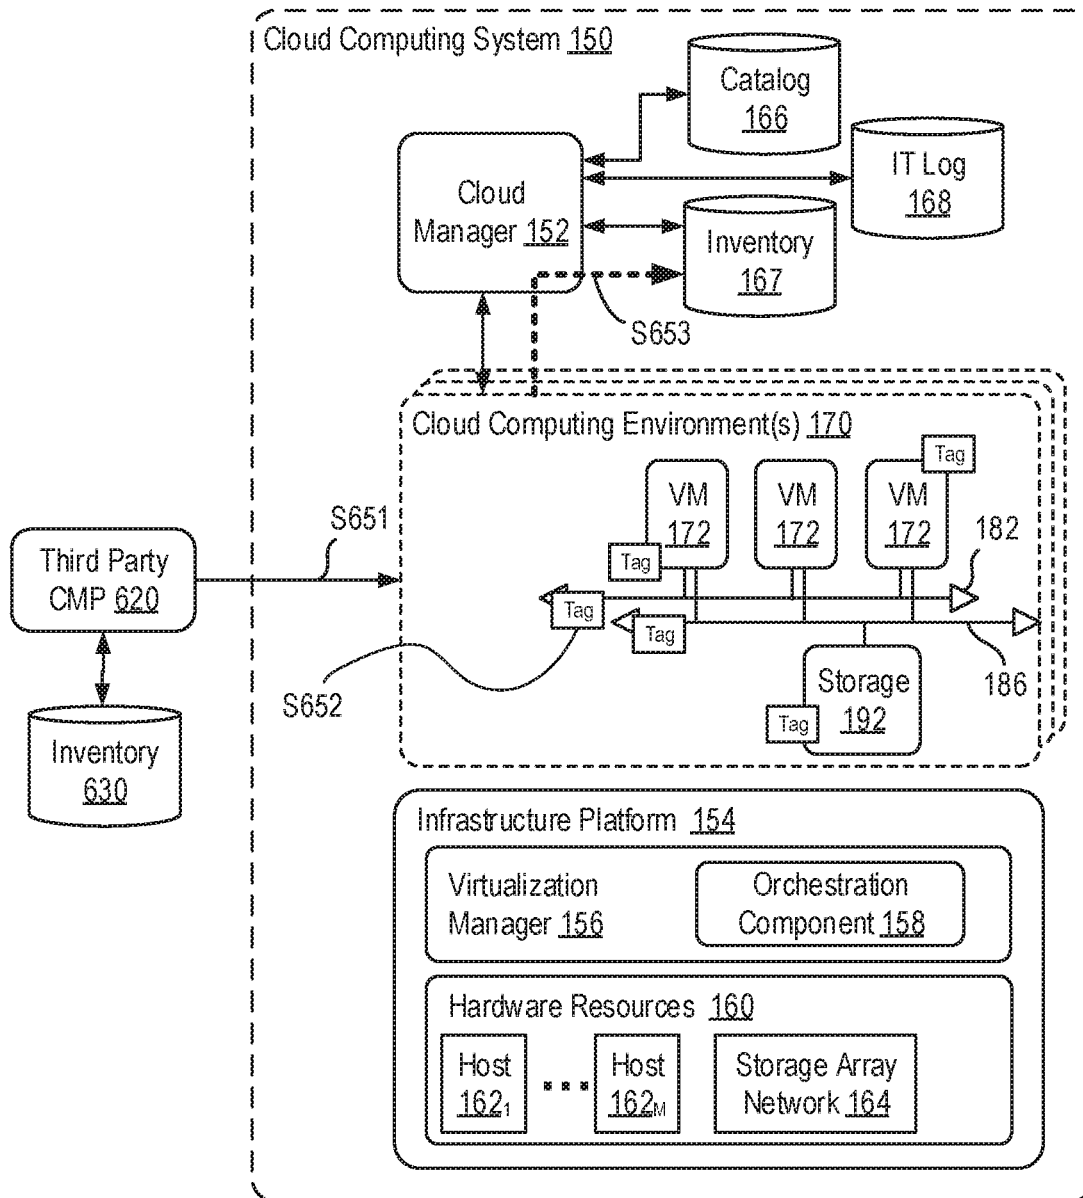 Cloud Computing System 150
Catalog
166
IT Log
168
Cloud
Manager 152
Inventory
167
S653
Cloud Computing Environment(s) 170
Tag
VM
172
VM
172
VM
172
Tag
182
S651
Third Party
CMP 620
Tag
Tag
S652
186
Storage
192
Tag
Inventory
630
Infrastructure Platform 154
Virtualization
Manager 156
Orchestration
Component 158
Hardware Resources 160
Host
162₁
Host
162M
Storage Array
Network 164